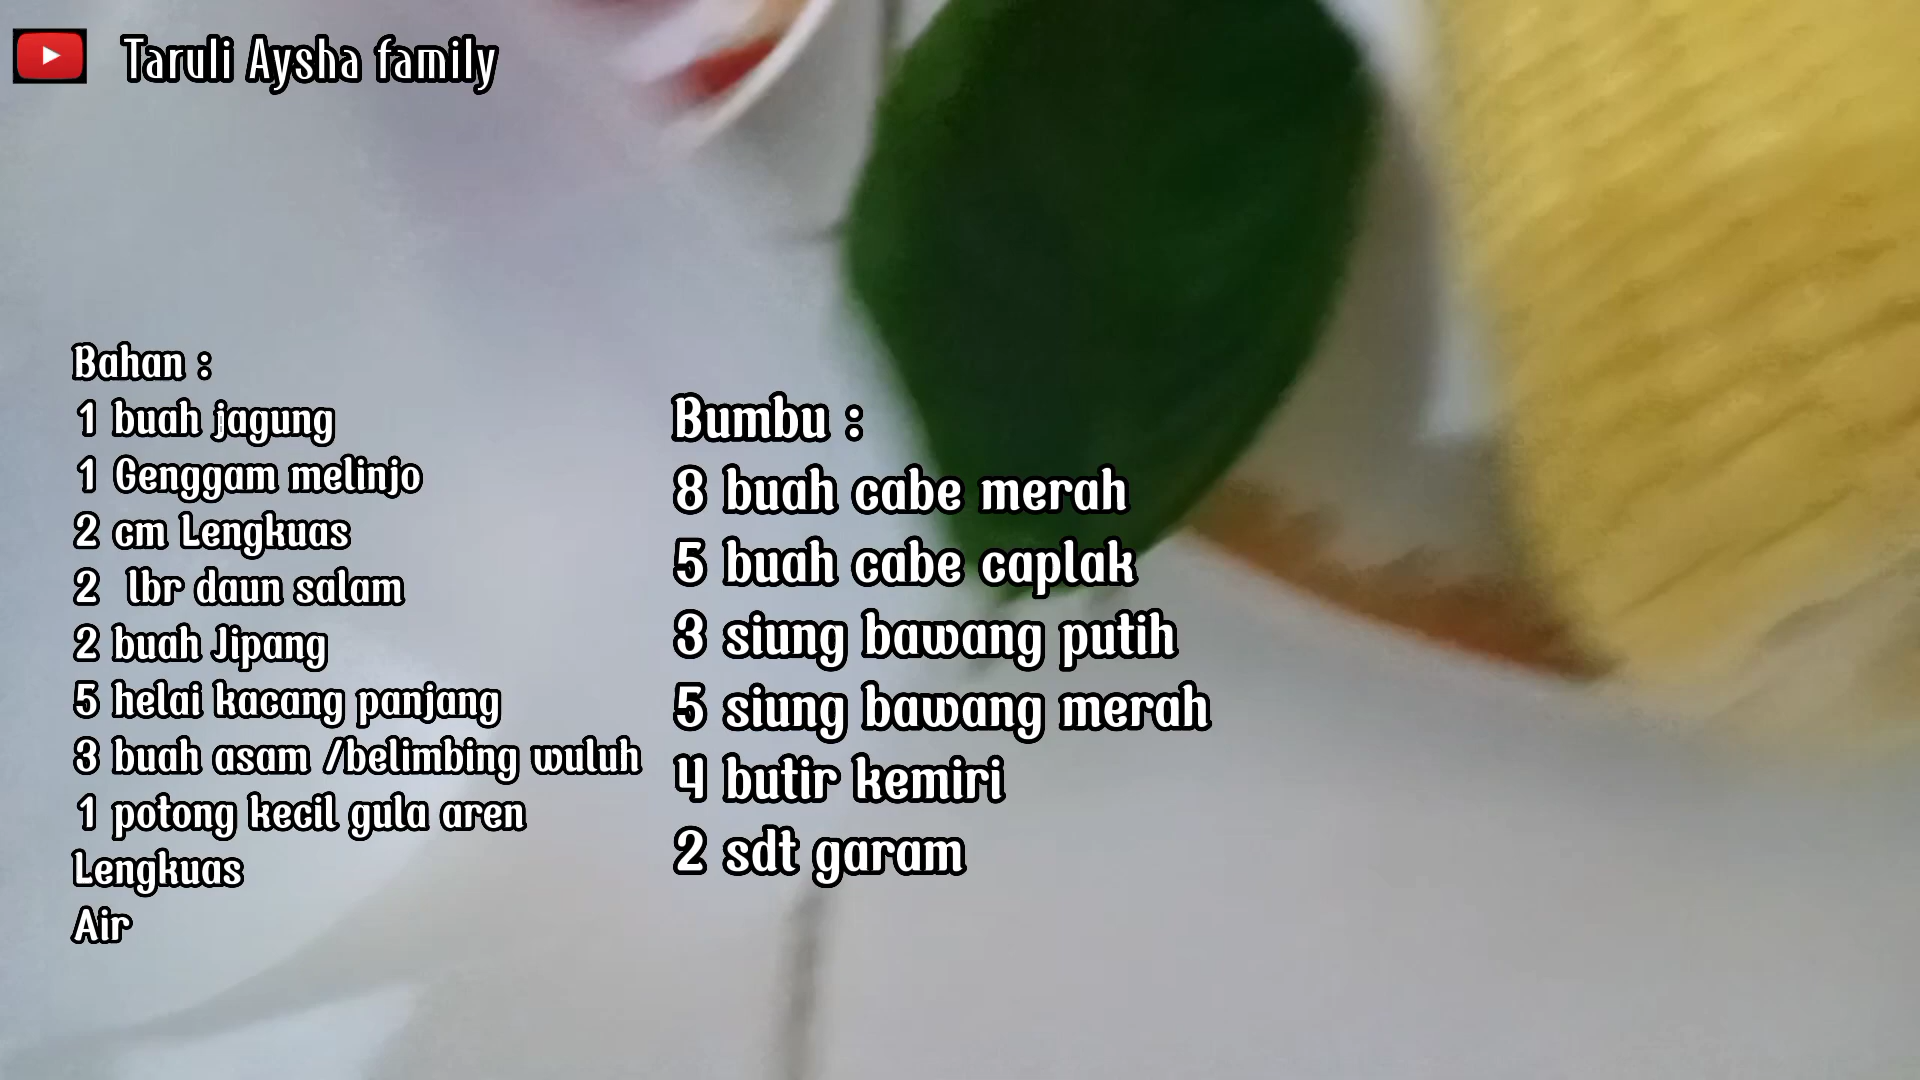 Taruli Aysha family
Bahan :
1 buah jagung
1 Genggam melinjo
2 cm Lengkuas
2 lbr daun salam
2 buah Jipang
5 helai kacang panjang
3 buah asam /belimbing wuluh
1 potong kecil gula aren
Lengkuas
Air
Bumbu :
8 buah cabe merah
5 buah cabe caplak
3 siung bawang putih
5 siung bawang merah
4 butir kemiri
2 sdt garam